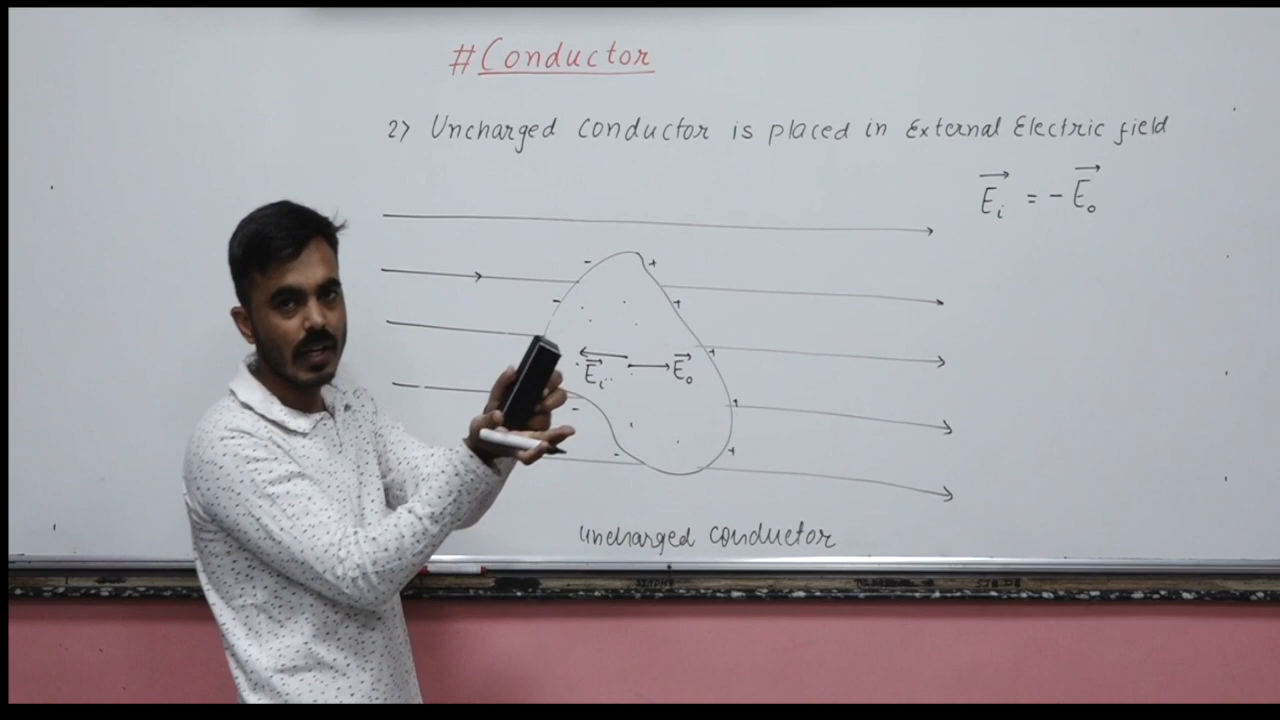 #Conductor
2> Uncharged conductor is placed in External Electric field
E⃗ᵢ = - E⃗₀
- +
- +
+
E⃗ᵢ E⃗₀
- +
- +
uncharged conductor